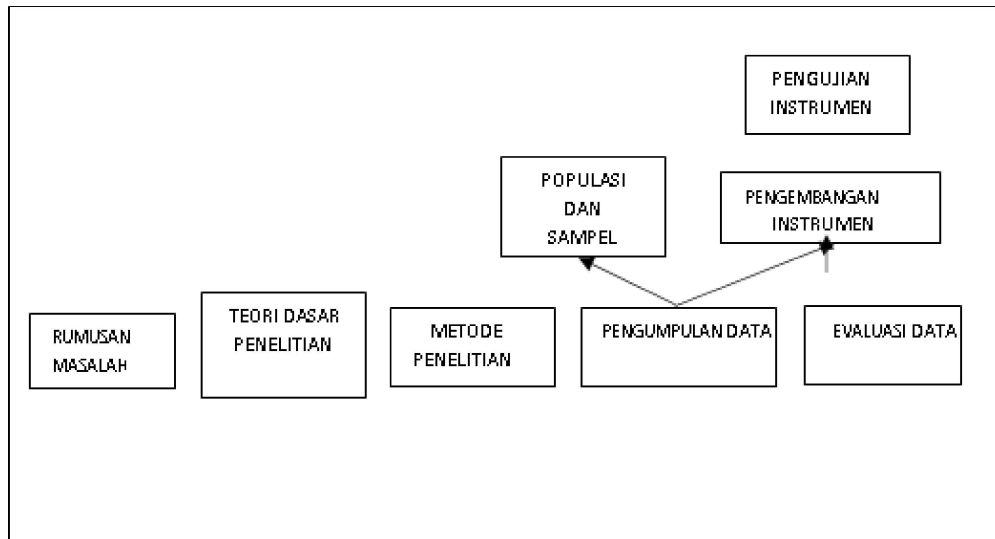 PENGUJIAN
INSTRUMEN
POPULASI
DAN
SAMPEL
PENGEMBANGAN
INSTRUMEN
RUMUSAN
MASALAH
TEORI DASAR
PENELITIAN
METODE
PENELITIAN
PENGUMPULAN DATA
EVALUASI DATA